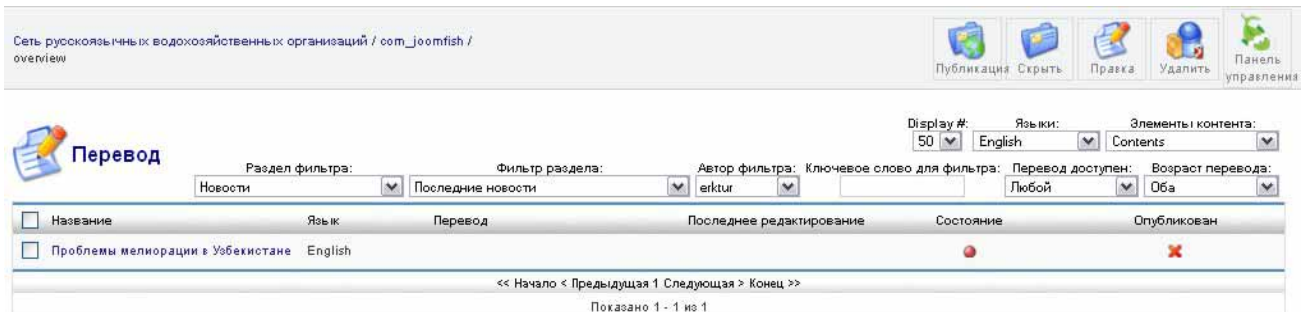 Сеть русскоязычных водохозяйственных организаций / com_joomfish /
overview
Публикация Скрыть Правка Удалить Панель управления
Display #: Языки: Элементы контента:
50 English Contents
Перевод
Раздел фильтра: Фильтр раздела: Автор фильтра: Ключевое слово для фильтра: Перевод доступен: Возраст перевода:
Новости Последние новости erktur Любой Оба
Название Язык Перевод Последнее редактирование Состояние Опубликован
Проблемы мелиорации в Узбекистане English
<< Начало < Предыдущая 1 Следующая > Конец >>
Показано 1 - 1 из 1